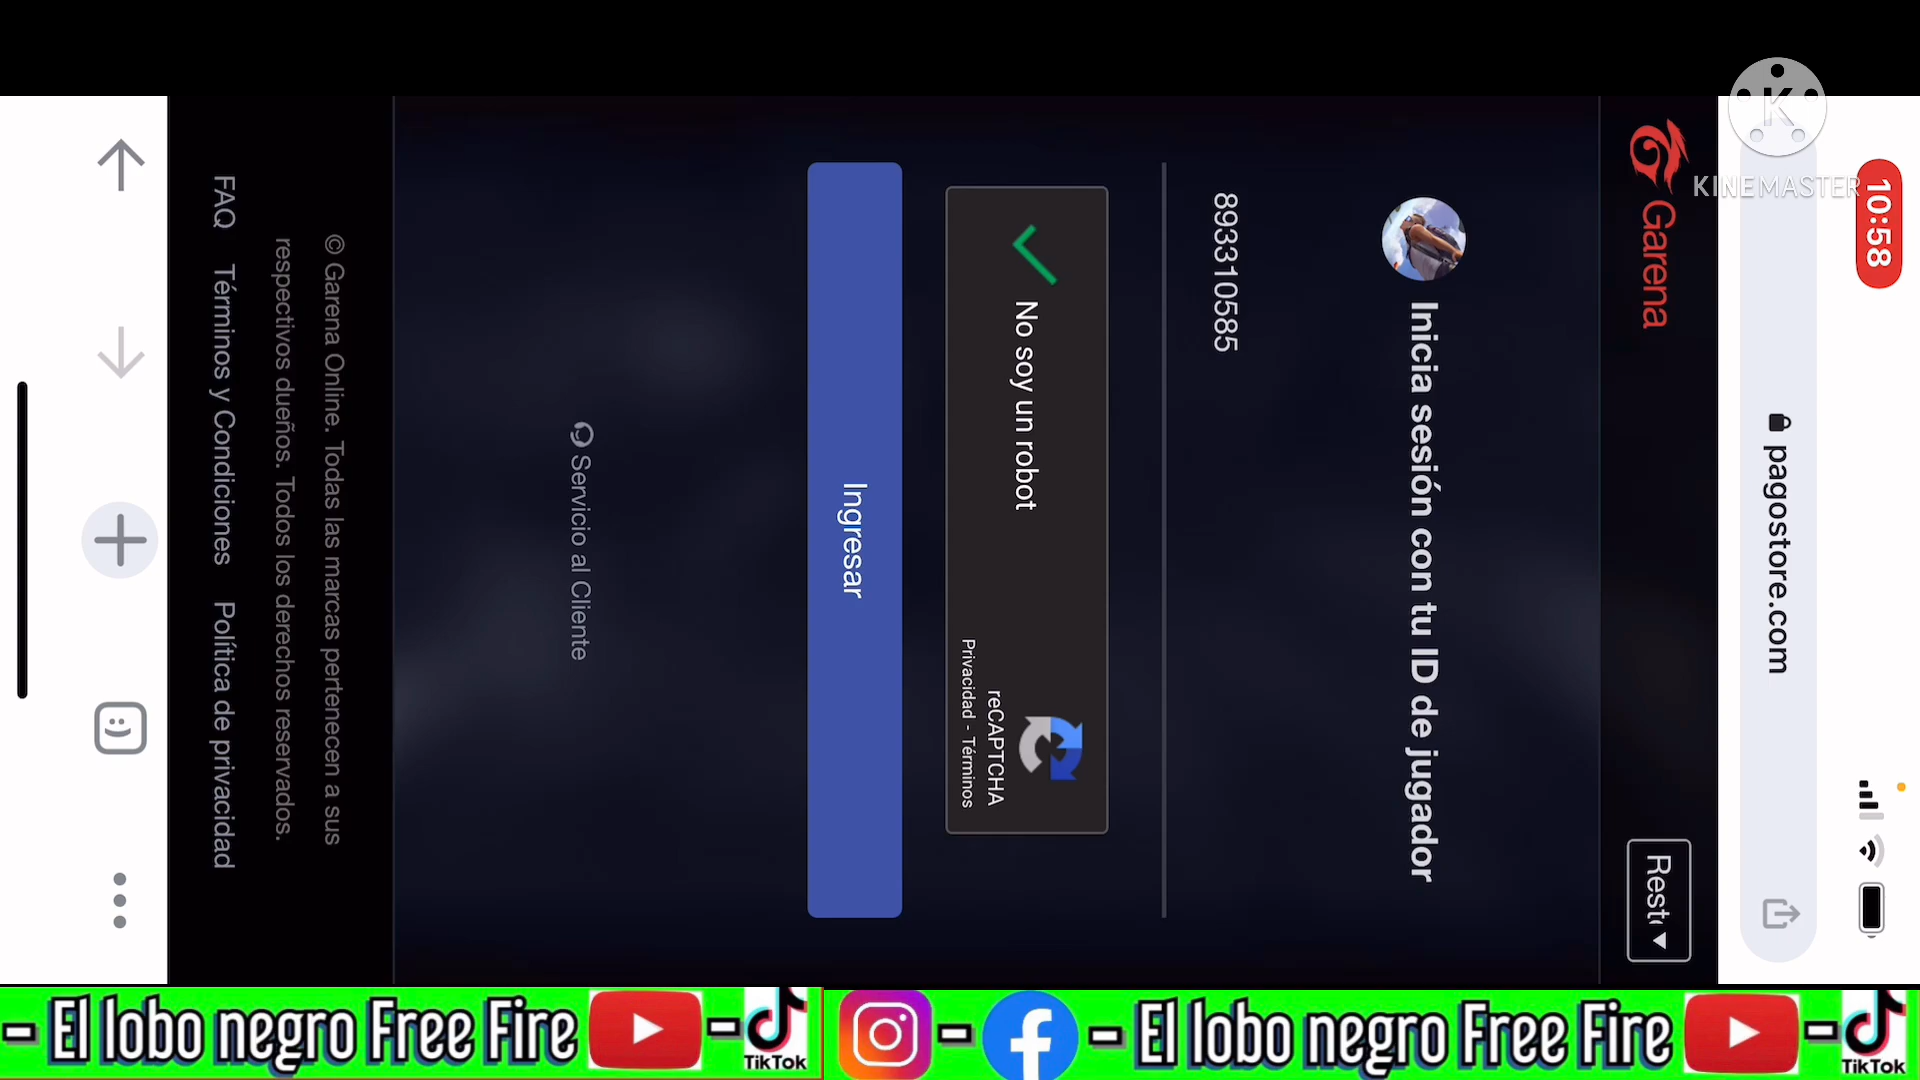 10:58
pagostore.com
KINEMASTER
Garena
Resto
Inicia sesión con tu ID de jugador
893310585
No soy un robot
reCAPTCHA
Privacidad - Términos
Ingresar
Servicio al Cliente
© Garena Online. Todas las marcas pertenecen a sus
respectivos dueños. Todos los derechos reservados.
FAQ Términos y Condiciones Política de privacidad
- El lobo negro Free Fire - TikTok - - El lobo negro Free Fire - TikTok